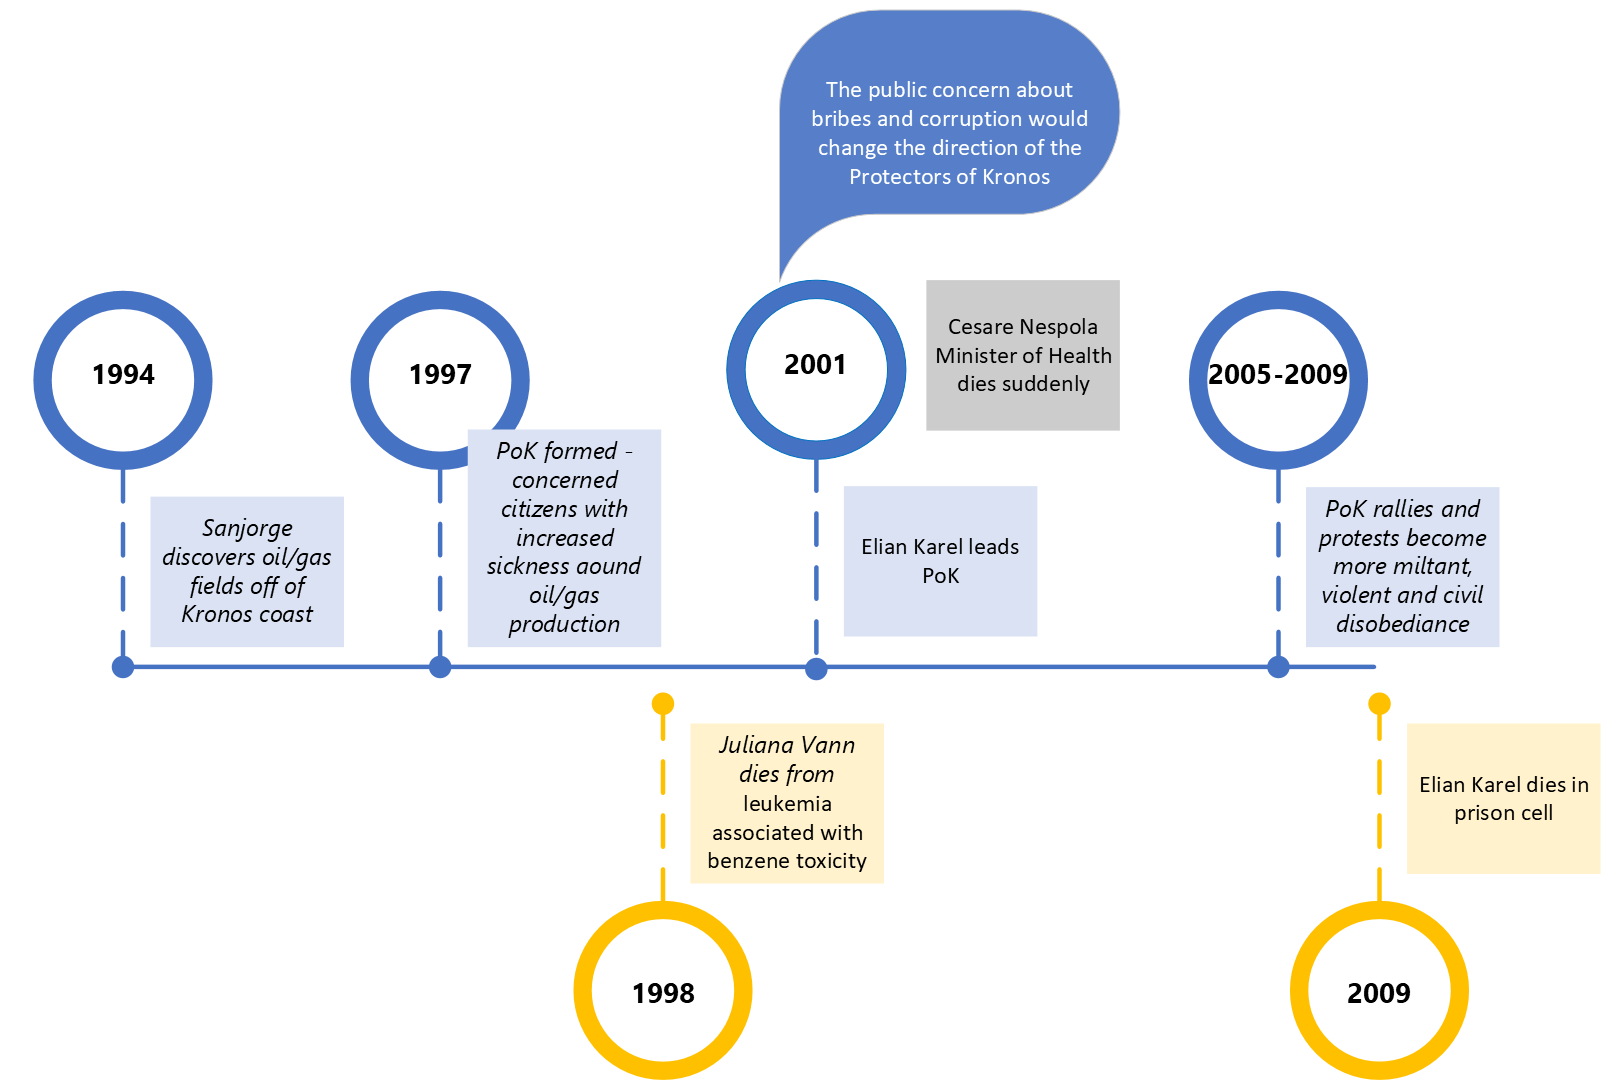 The public concern about
bribes and corruption would
change the direction of the
Protectors of Kronos
1994
Sanjorge
discovers oil/gas
fields off of
Kronos coast
1997
PoK formed -
concerned
citizens with
increased
sickness aound
oil/gas
production
2001
Cesare Nespola
Minister of Health
dies suddenly
Elian Karel leads
PoK
2005-2009
PoK rallies and
protests become
more miltant,
violent and civil
disobediance
Juliana Vann
dies from
leukemia
associated with
benzene toxicity
1998
Elian Karel dies in
prison cell
2009